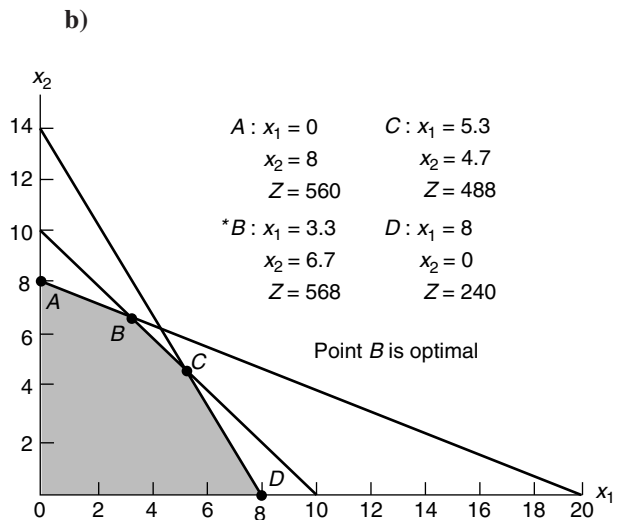 b)
x2
14
12
10
8
6
4
2
0
A : x1 = 0
x2 = 8
Z = 560
C : x1 = 5.3
x2 = 4.7
Z = 488
*B : x1 = 3.3
x2 = 6.7
Z = 568
D : x1 = 8
x2 = 0
Z = 240
Point B is optimal
A
B
C
D
x1
0 2 4 6 8 10 12 14 16 18 20